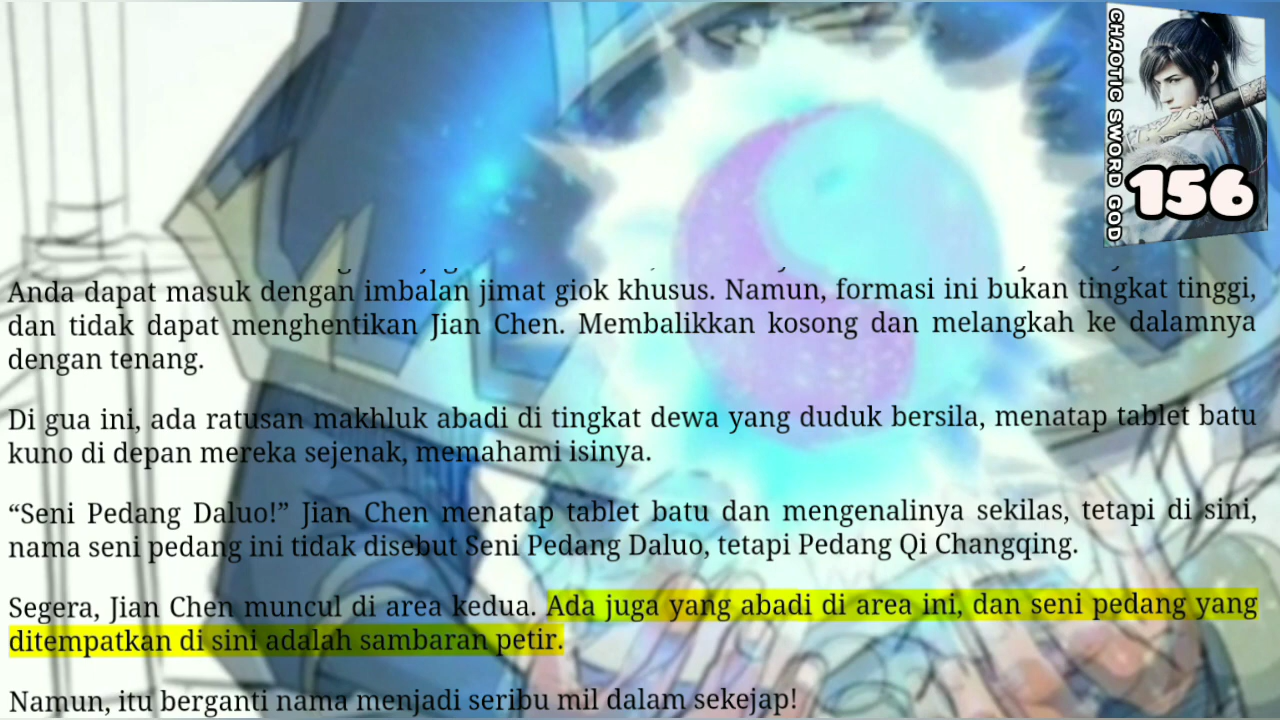 CHAOTIC SWORD GOD
156
Anda dapat masuk dengan imbalan jimat giok khusus. Namun, formasi ini bukan tingkat tinggi,
dan tidak dapat menghentikan Jian Chen. Membalikkan kosong dan melangkah ke dalamnya
dengan tenang.
Di gua ini, ada ratusan makhluk abadi di tingkat dewa yang duduk bersila, menatap tablet batu
kuno di depan mereka sejenak, memahami isinya.
“Seni Pedang Daluo!” Jian Chen menatap tablet batu dan mengenalinya sekilas, tetapi di sini,
nama seni pedang ini tidak disebut Seni Pedang Daluo, tetapi Pedang Qi Changqing.
Segera, Jian Chen muncul di area kedua. Ada juga yang abadi di area ini, dan seni pedang yang
ditempatkan di sini adalah sambaran petir.
Namun, itu berganti nama menjadi seribu mil dalam sekejap!